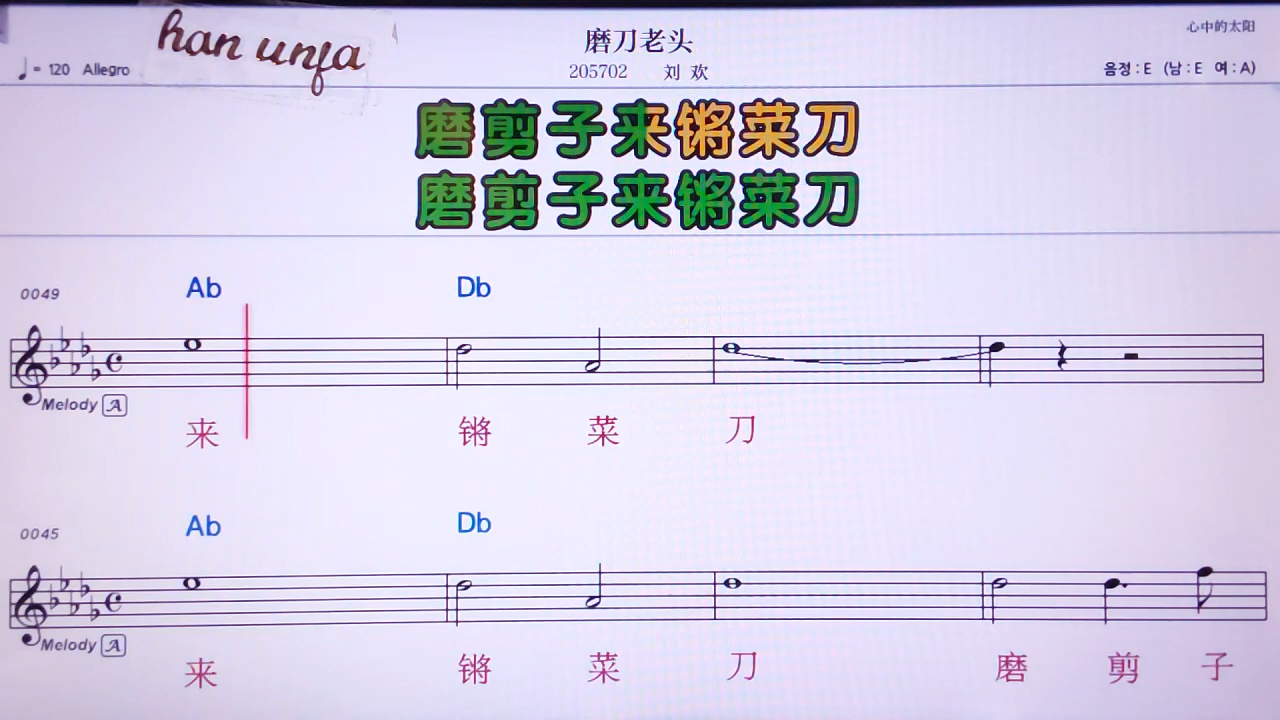 han unfa
磨刀老头
心中的太阳
♩= 120 Allegro
205702 刘 欢
음정 : E (남 : E 여 : A)
磨剪子来锵菜刀
磨剪子来锵菜刀
0049
Ab Db
Melody A
来 锵 菜 刀
0045
Ab Db
Melody A
来 锵 菜 刀 磨 剪 子